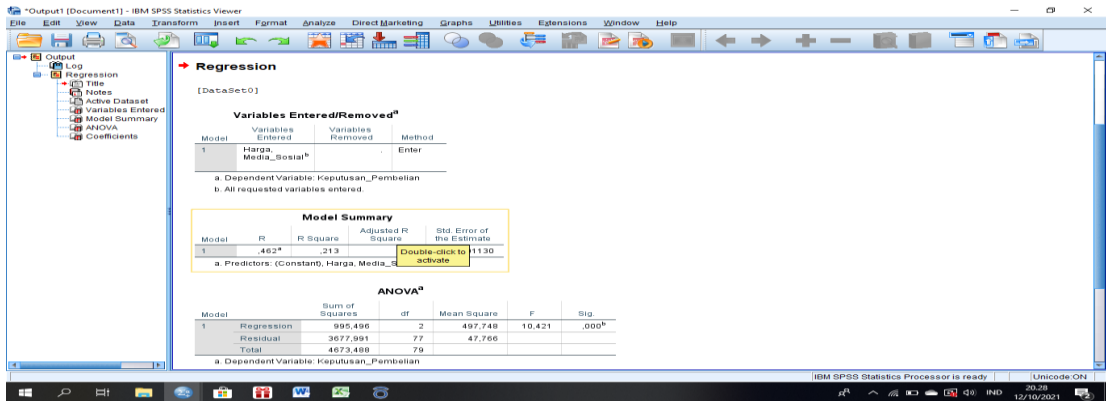 *Output1 [Document1] - IBM SPSS Statistics Viewer
File Edit View Data Transform Insert Format Analyze Direct Marketing Graphs Utilities Extensions Window Help
Output
Log
Regression
Title
Notes
Active Dataset
Variables Entered
Model Summary
ANOVA
Coefficients
Regression
[DataSet0]
Variables Entered/Removedª
Model Variables Entered Variables Removed Method
1 Harga, Media_Sosialᵇ . Enter
a. Dependent Variable: Keputusan_Pembelian
b. All requested variables entered.
Model Summary
Model R R Square Adjusted R Square Std. Error of the Estimate
1 ,462ª ,213 1130
Double-click to activate
a. Predictors: (Constant), Harga, Media_S
ANOVAª
Model Sum of Squares df Mean Square F Sig.
1 Regression 995,496 2 497,748 10,421 ,000ᵇ
Residual 3677,991 77 47,766
Total 4673,488 79
a. Dependent Variable: Keputusan_Pembelian
IBM SPSS Statistics Processor is ready Unicode:ON
IND 20.28
12/10/2021